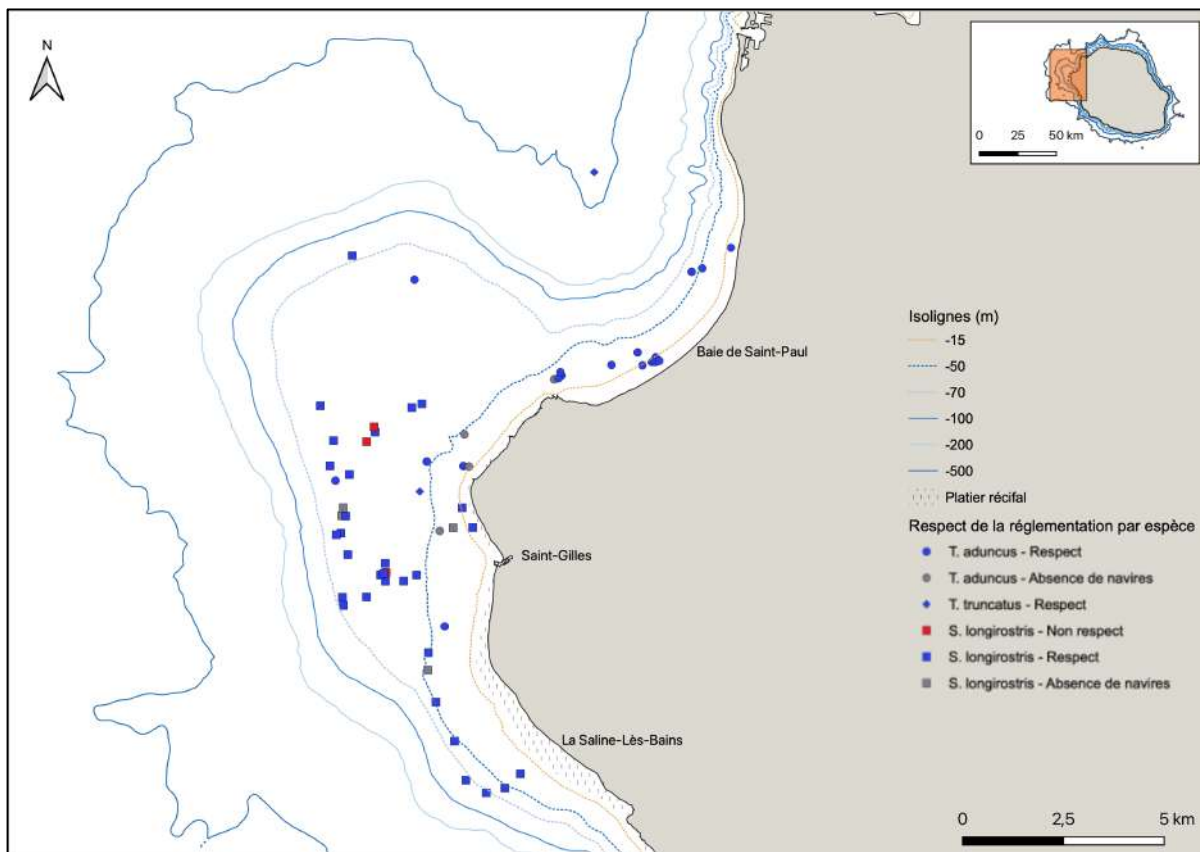 N
0 25 50 km
Baie de Saint-Paul
Isolignes (m)
-15
-50
-70
-100
-200
-500
Platier récifal
Respect de la réglementation par espèce
T. aduncus - Respect
T. aduncus - Absence de navires
T. truncatus - Respect
S. longirostris - Non respect
S. longirostris - Respect
S. longirostris - Absence de navires
Saint-Gilles
La Saline-Lès-Bains
0 2,5 5 km